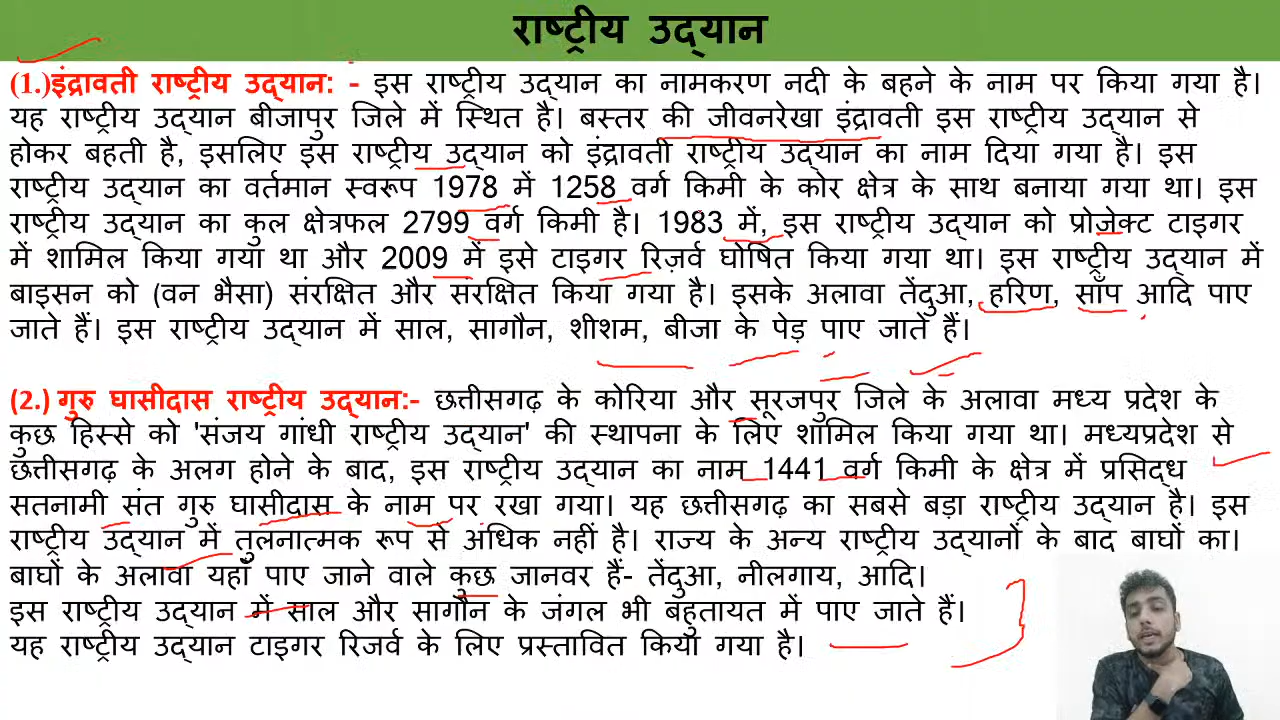 राष्ट्रीय उद्यान
(1.)इंद्रावती राष्ट्रीय उद्यान: - इस राष्ट्रीय उद्यान का नामकरण नदी के बहने के नाम पर किया गया है।
यह राष्ट्रीय उद्यान बीजापुर जिले में स्थित है। बस्तर की जीवनरेखा इंद्रावती इस राष्ट्रीय उद्यान से
होकर बहती है, इसलिए इस राष्ट्रीय उद्यान को इंद्रावती राष्ट्रीय उद्यान का नाम दिया गया है। इस
राष्ट्रीय उद्यान का वर्तमान स्वरूप 1978 में 1258 वर्ग किमी के कोर क्षेत्र के साथ बनाया गया था। इस
राष्ट्रीय उद्यान का कुल क्षेत्रफल 2799 वर्ग किमी है। 1983 में, इस राष्ट्रीय उद्यान को प्रोजेक्ट टाइगर
में शामिल किया गया था और 2009 में इसे टाइगर रिज़र्व घोषित किया गया था। इस राष्ट्रीय उद्यान में
बाइसन को (वन भैसा) संरक्षित और संरक्षित किया गया है। इसके अलावा तेंदुआ, हरिण, साँप आदि पाए
जाते हैं। इस राष्ट्रीय उद्यान में साल, सागौन, शीशम, बीजा के पेड़ पाए जाते हैं।
(2.) गुरु घासीदास राष्ट्रीय उद्यान:- छत्तीसगढ़ के कोरिया और सूरजपुर जिले के अलावा मध्य प्रदेश के
कुछ हिस्से को 'संजय गांधी राष्ट्रीय उद्यान' की स्थापना के लिए शामिल किया गया था। मध्यप्रदेश से
छत्तीसगढ़ के अलग होने के बाद, इस राष्ट्रीय उद्यान का नाम 1441 वर्ग किमी के क्षेत्र में प्रसिद्ध
सतनामी संत गुरु घासीदास के नाम पर रखा गया। यह छत्तीसगढ़ का सबसे बड़ा राष्ट्रीय उद्यान है। इस
राष्ट्रीय उद्यान में तुलनात्मक रूप से अधिक नहीं है। राज्य के अन्य राष्ट्रीय उद्यानों के बाद बाघों का।
बाघों के अलावा यहाँ पाए जाने वाले कुछ जानवर हैं- तेंदुआ, नीलगाय, आदि।
इस राष्ट्रीय उद्यान में साल और सागौन के जंगल भी बहुतायत में पाए जाते हैं।
यह राष्ट्रीय उद्यान टाइगर रिजर्व के लिए प्रस्तावित किया गया है।